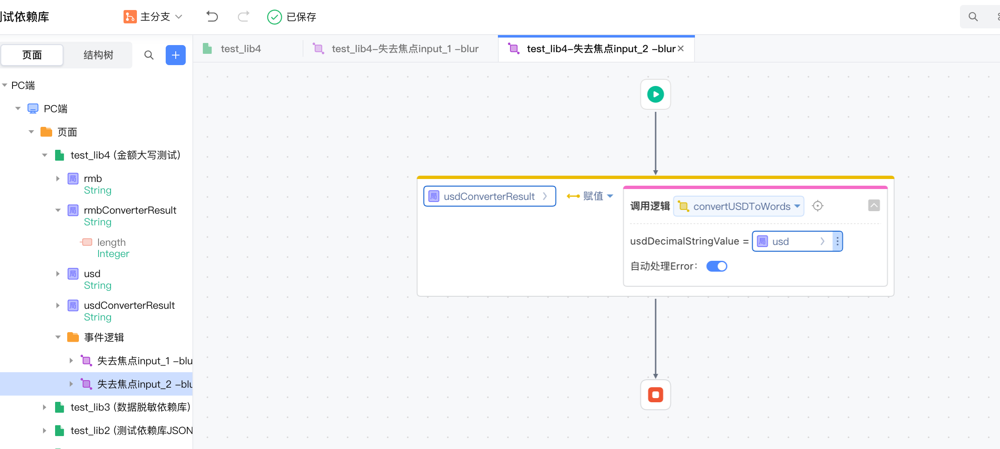 试依赖库
主分支
已保存
页面
结构树
test_lib4
test_lib4-失去焦点input_1 -blur
test_lib4-失去焦点input_2 -blur
PC端
PC端
页面
test_lib4 (金额大写测试)
局 rmb
String
局 rmbConverterResult
String
length
Integer
局 usd
String
局 usdConverterResult
String
事件逻辑
失去焦点input_1 -blu
失去焦点input_2 -blu
test_lib3 (数据脱敏依赖库)
test_lib2 (测试依赖库JSON
局 usdConverterResult
赋值
调用逻辑 convertUSDToWords
usdDecimalStringValue = 局 usd
自动处理Error：